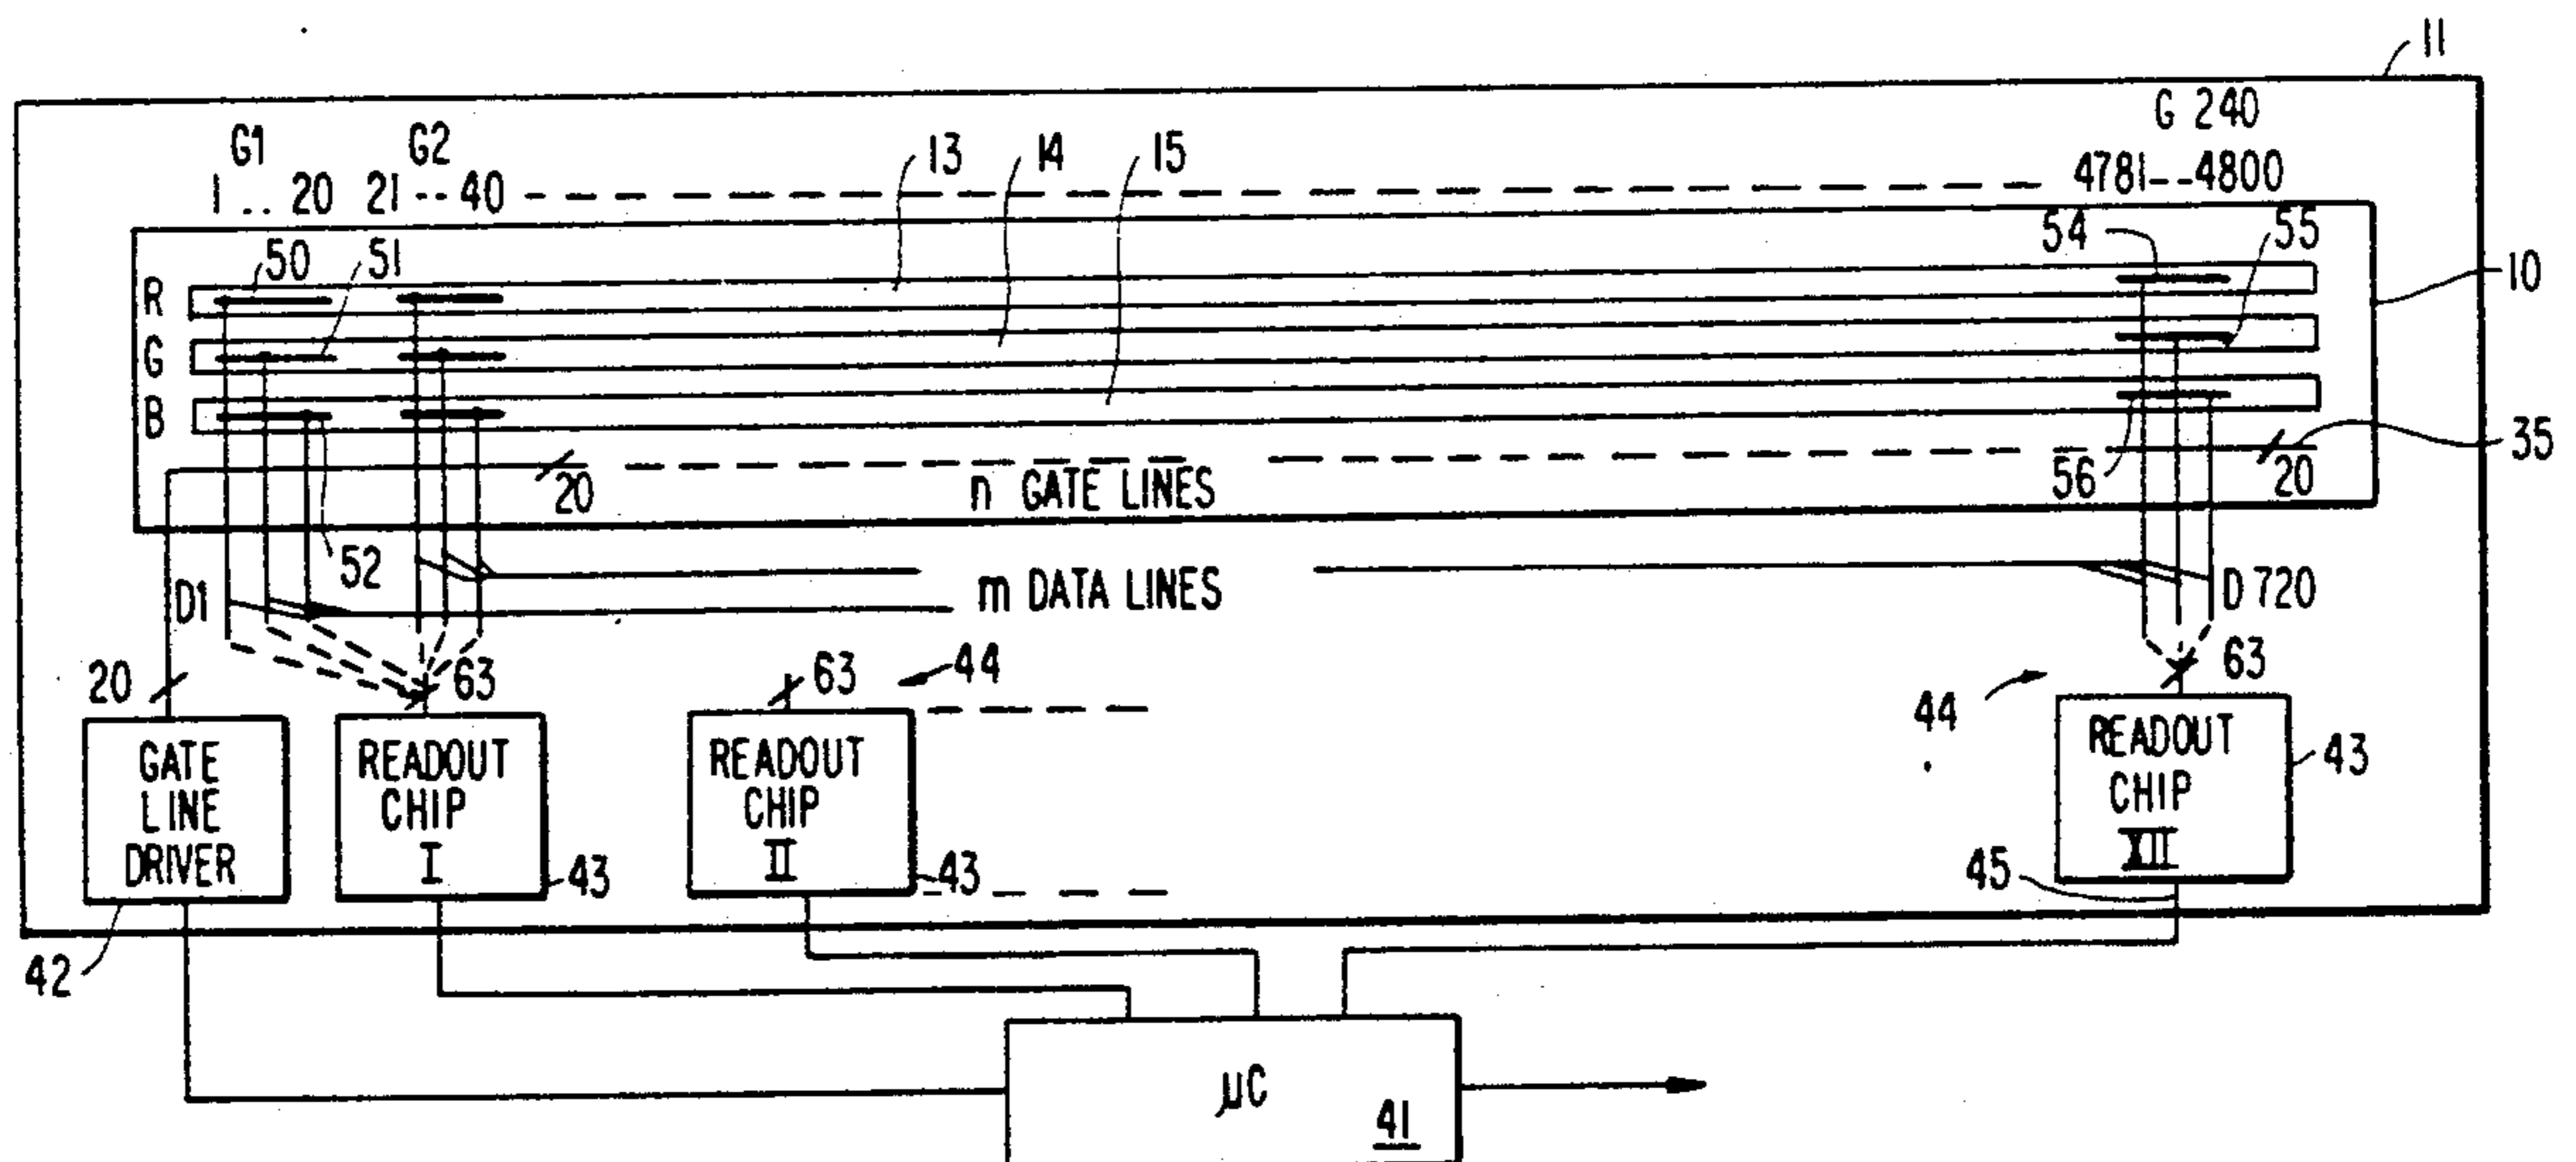 11
G1 G2 G 240
1 .. 20 21 -- 40 4781--4800
13 14 15
50 51 54 55
R
G
B
10
35
20 n GATE LINES 56 20
52
D1 m DATA LINES D 720
20 63 63 44 44 63
GATE LINE DRIVER
READOUT CHIP I
READOUT CHIP II
READOUT CHIP XII
43 43 43
45
42
μC
41